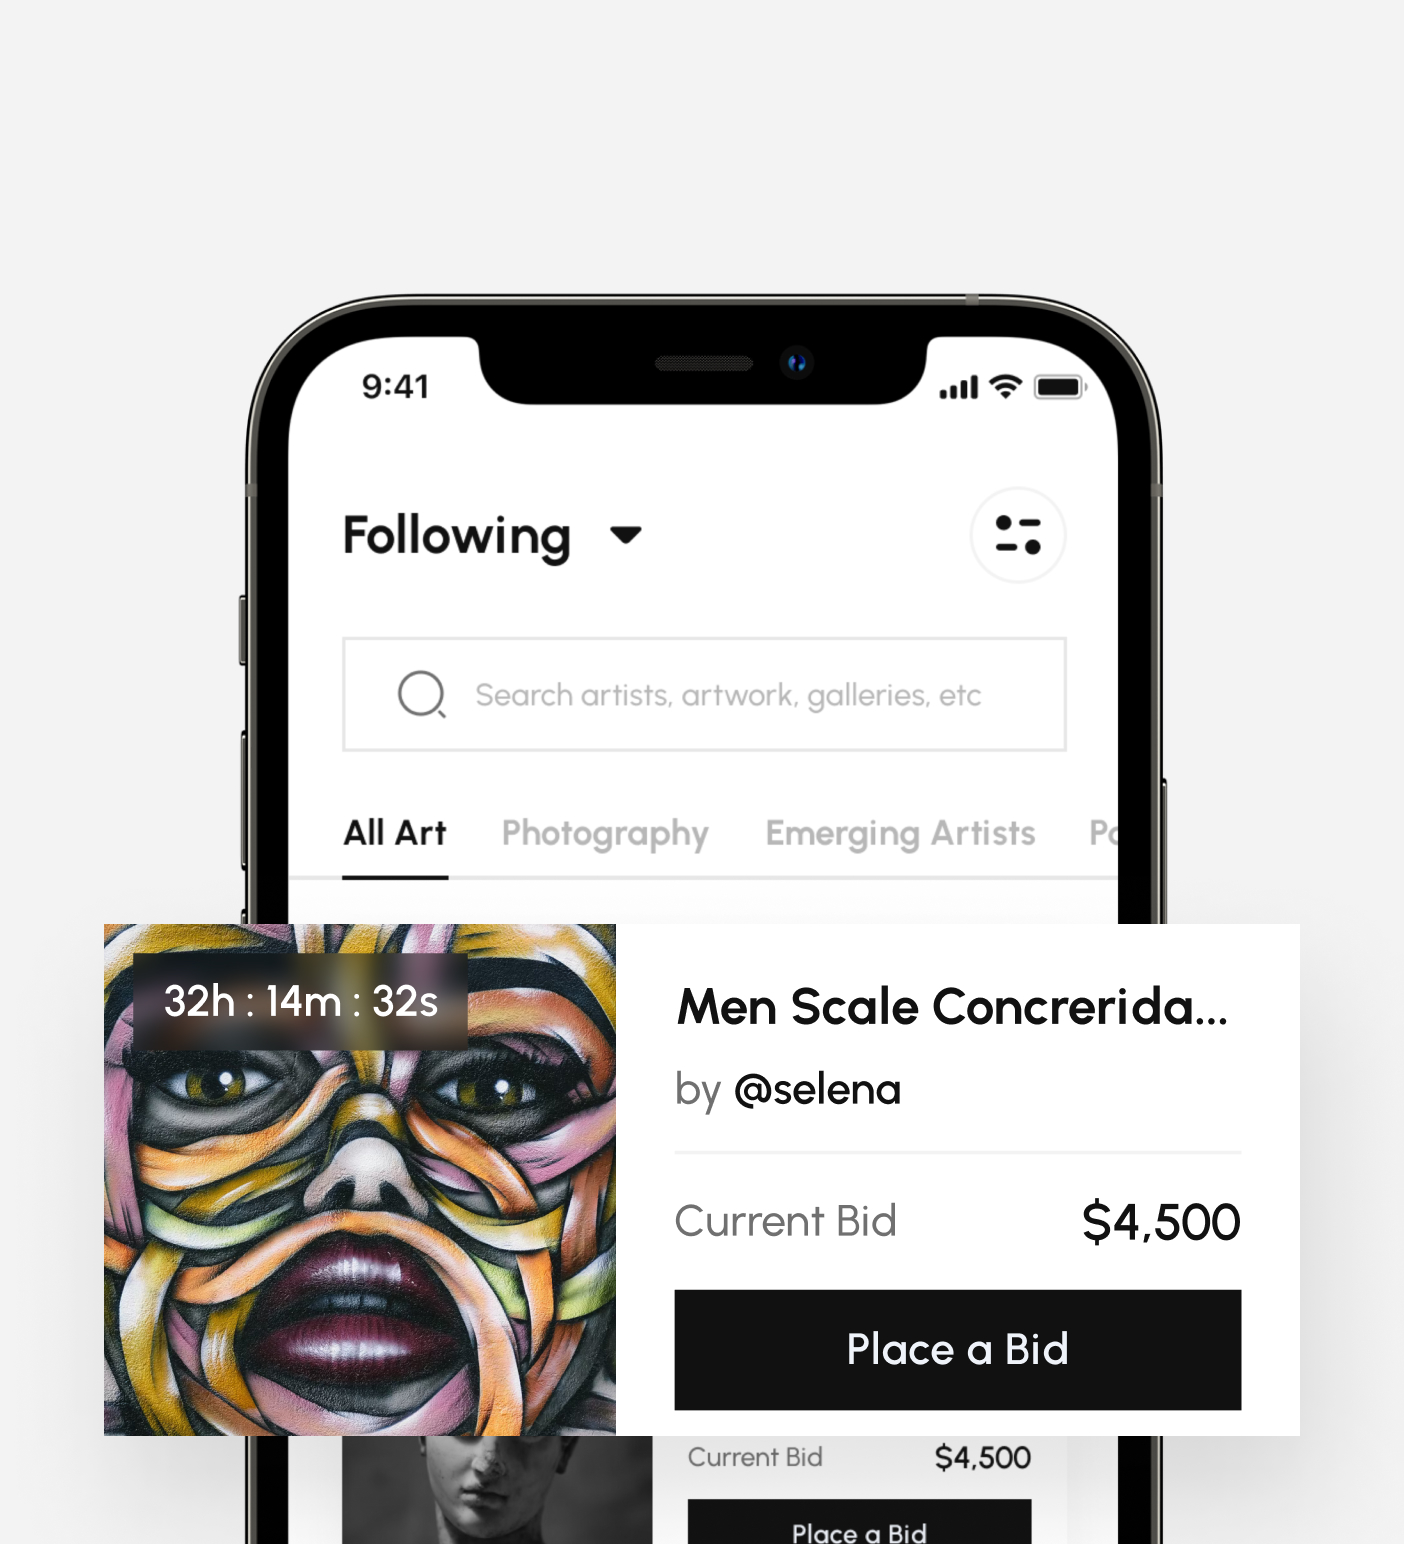 9:41
Following
Search artists, artwork, galleries, etc
All Art Photography Emerging Artists
32h : 14m : 32s
Men Scale Concrerida...
by @selena
Current Bid $4,500
Place a Bid
Current Bid $4,500
Place a Bid